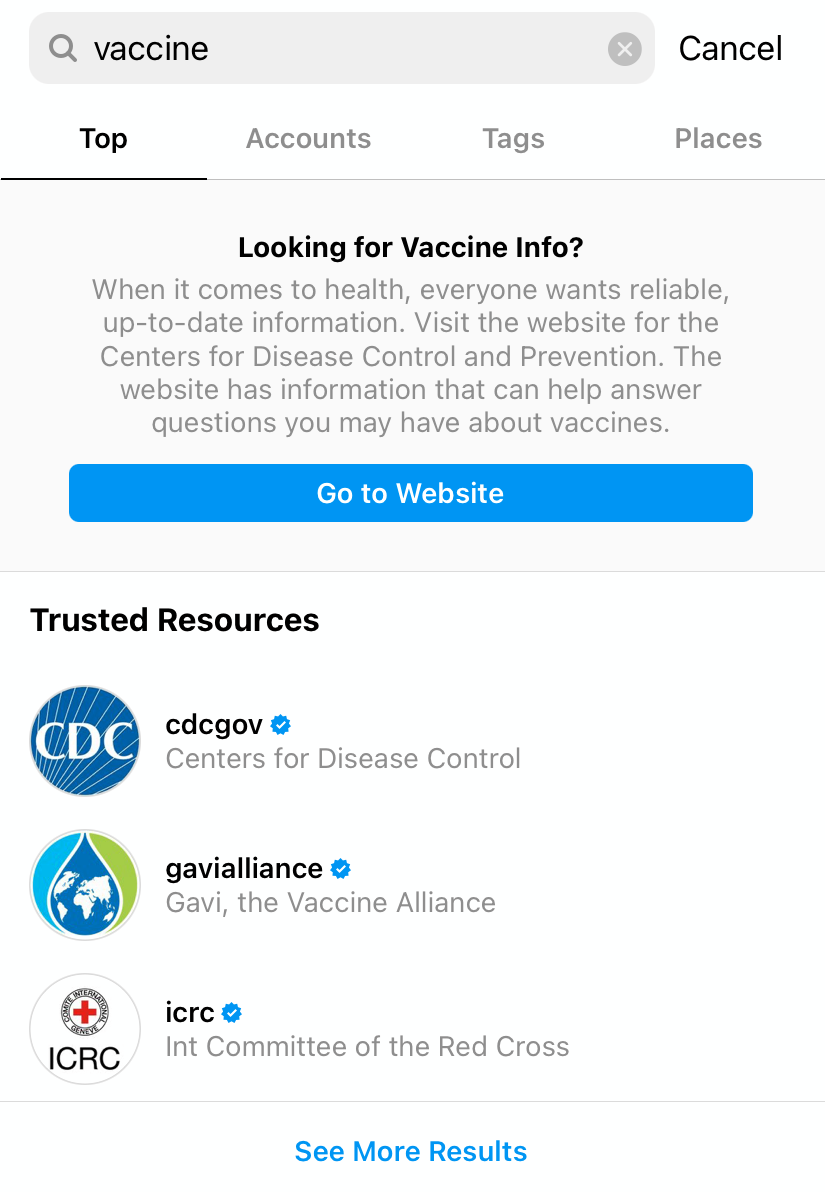 vaccine
Cancel
Top
Accounts
Tags
Places
Looking for Vaccine Info?
When it comes to health, everyone wants reliable,
up-to-date information. Visit the website for the
Centers for Disease Control and Prevention. The
website has information that can help answer
questions you may have about vaccines.
Go to Website
Trusted Resources
CDC
cdcgov
Centers for Disease Control
gavialliance
Gavi, the Vaccine Alliance
COMITE INTERNATIONAL
GENEVE
ICRC
icrc
Int Committee of the Red Cross
See More Results